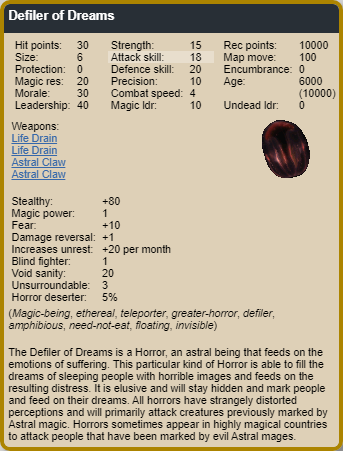 Defiler of Dreams
Hit points: 30 Strength: 15 Rec points: 10000
Size: 6 Attack skill: 18 Map move: 100
Protection: 0 Defence skill: 20 Encumbrance: 0
Magic res: 20 Precision: 10 Age: 6000
Morale: 30 Combat speed: 4 (10000)
Leadership: 40 Magic ldr: 10 Undead ldr: 0
Weapons:
Life Drain
Life Drain
Astral Claw
Astral Claw
Stealthy: +80
Magic power: 1
Fear: +10
Damage reversal: +1
Increases unrest: +20 per month
Blind fighter: 1
Void sanity: 20
Unsurroundable: 3
Horror deserter: 5%
(Magic-being, ethereal, teleporter, greater-horror, defiler,
amphibious, need-not-eat, floating, invisible)
The Defiler of Dreams is a Horror, an astral being that feeds on the
emotions of suffering. This particular kind of Horror is able to fill the
dreams of sleeping people with horrible images and feeds on the
resulting distress. It is elusive and will stay hidden and mark people
and feed on their dreams. All horrors have strangely distorted
perceptions and will primarily attack creatures previously marked by
Astral magic. Horrors sometimes appear in highly magical countries
to attack people that have been marked by evil Astral mages.